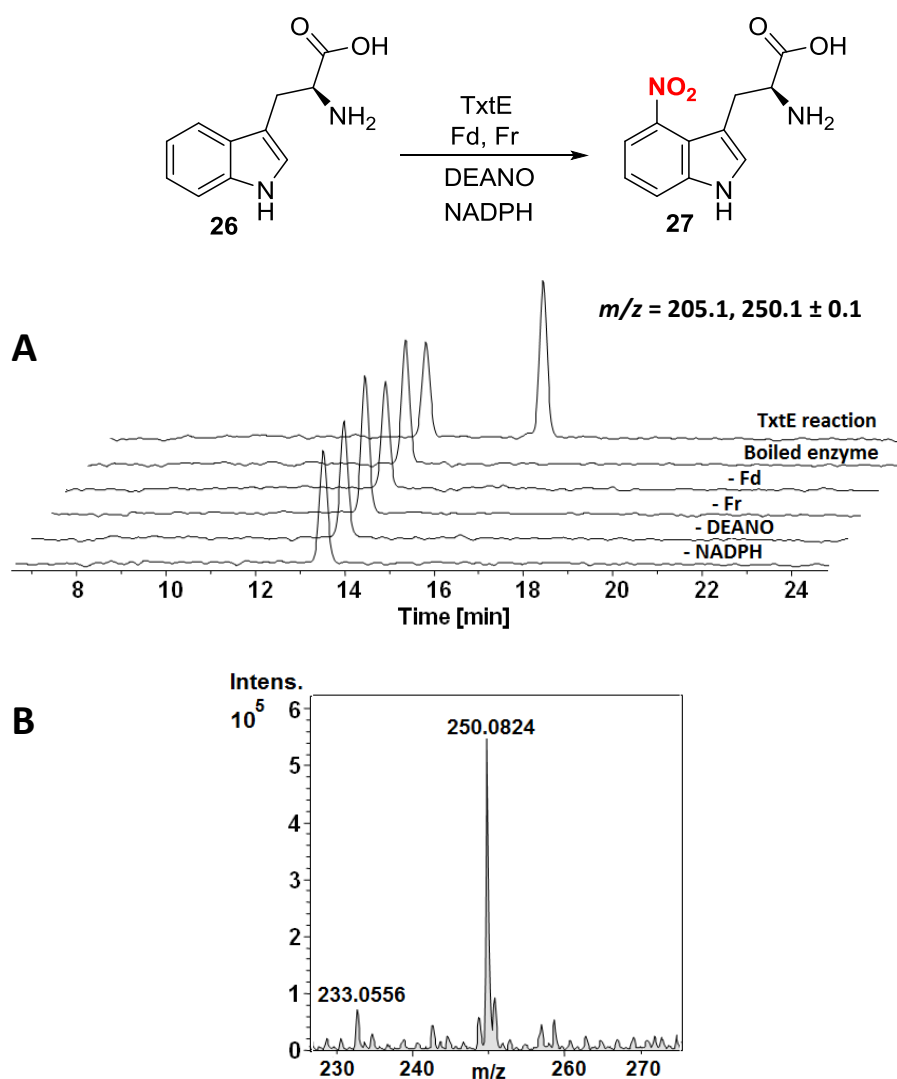 O
OH
NH2
N
H
26
TxtE
Fd, Fr
DEANO
NADPH
NO2
O
OH
NH2
N
H
27
A
m/z = 205.1, 250.1 ± 0.1
TxtE reaction
Boiled enzyme
- Fd
- Fr
- DEANO
- NADPH
8 10 12 14 16 18 20 22 24
Time [min]
B
Intens.
10^5
6
5
4
3
2
1
0
250.0824
233.0556
230 240 m/z 260 270